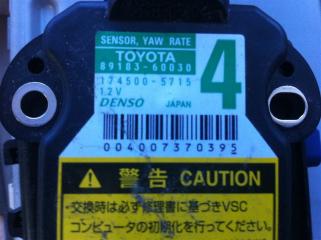 SENSOR, YAW RATE
TOYOTA
89183-60030
174500-5715
12V
4
DENSO JAPAN
004007370395
警告 CAUTION
・交換時は必ず修理書に基づきVSC
コンピュータの初期化を行ってください。